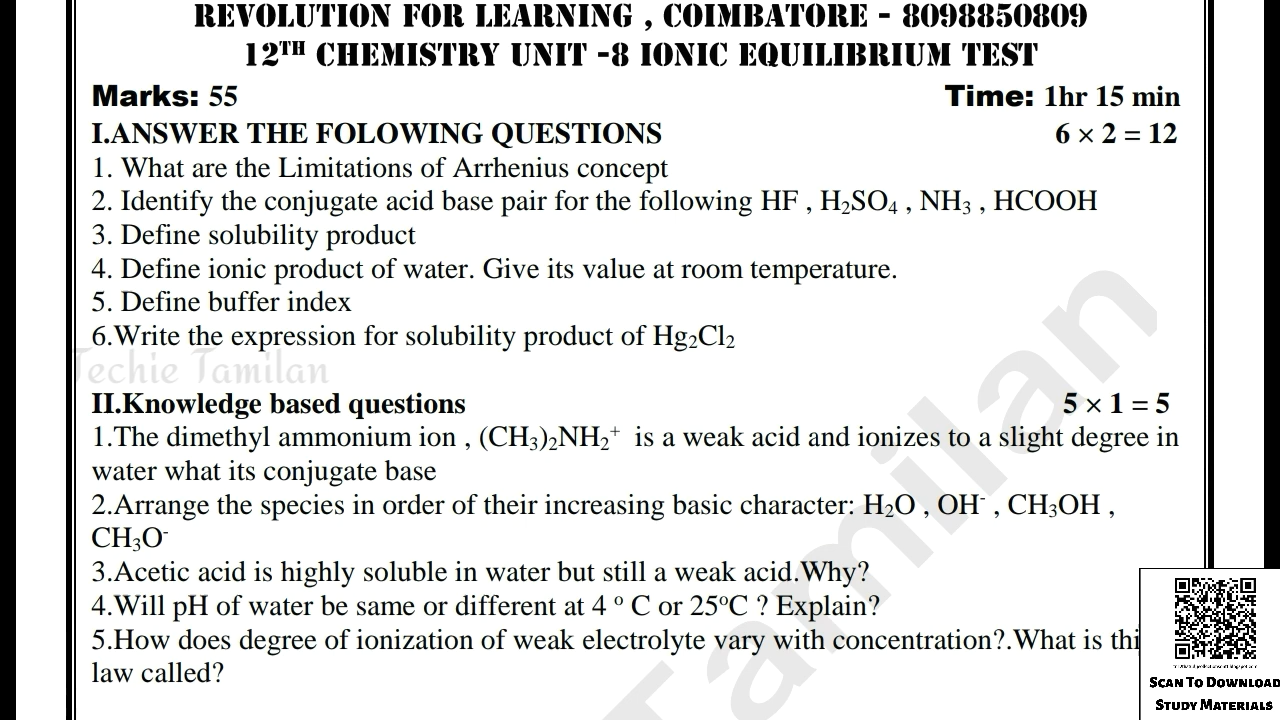 REVOLUTION FOR LEARNING , COIMBATORE - 8098850809
12TH CHEMISTRY UNIT -8 IONIC EQUILIBRIUM TEST
Marks: 55 Time: 1hr 15 min
I.ANSWER THE FOLOWING QUESTIONS 6 × 2 = 12
1. What are the Limitations of Arrhenius concept
2. Identify the conjugate acid base pair for the following HF , H₂SO₄ , NH₃ , HCOOH
3. Define solubility product
4. Define ionic product of water. Give its value at room temperature.
5. Define buffer index
6.Write the expression for solubility product of Hg₂Cl₂
Techie Tamilan
II.Knowledge based questions 5 × 1 = 5
1.The dimethyl ammonium ion , (CH₃)₂NH₂⁺ is a weak acid and ionizes to a slight degree in
water what its conjugate base
2.Arrange the species in order of their increasing basic character: H₂O , OH⁻ , CH₃OH ,
CH₃O⁻
3.Acetic acid is highly soluble in water but still a weak acid.Why?
4.Will pH of water be same or different at 4 ᵒ C or 25ᵒC ? Explain?
5.How does degree of ionization of weak electrolyte vary with concentration?.What is thi
law called?
Tamilan
SCAN TO DOWNLOAD
STUDY MATERIALS